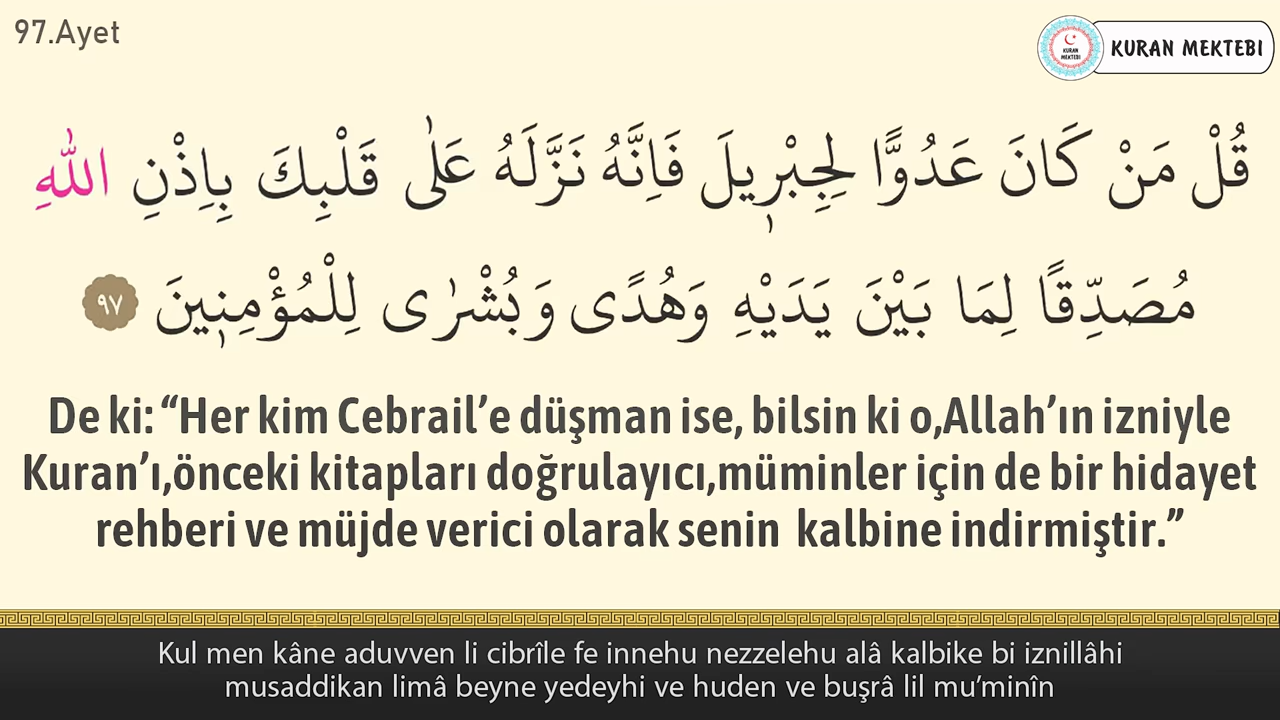 97.Ayet
KURAN MEKTEBI
KURAN
MEKTEBI
قُلْ مَنْ كَانَ عَدُوًّا لِجِبْر۪يلَ فَاِنَّهُ نَزَّلَهُ عَلٰى قَلْبِكَ بِاِذْنِ اللّٰهِ
مُصَدِّقًا لِمَا بَيْنَ يَدَيْهِ وَهُدًى وَبُشْرٰى لِلْمُؤْمِن۪ينَ ٩٧
De ki: “Her kim Cebrail’e düşman ise, bilsin ki o,Allah’ın izniyle
Kuran’ı,önceki kitapları doğrulayıcı,müminler için de bir hidayet
rehberi ve müjde verici olarak senin kalbine indirmiştir.”
Kul men kâne aduvven li cibrîle fe innehu nezzelehu alâ kalbike bi iznillâhi
musaddikan limâ beyne yedeyhi ve huden ve buşrâ lil mu’minîn